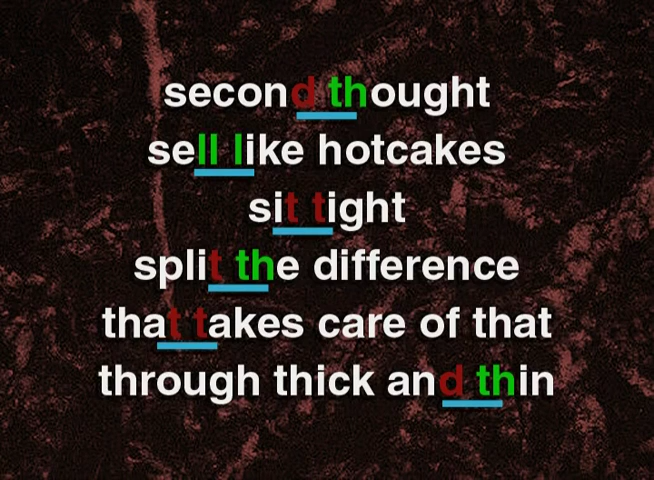 second thought
sell like hotcakes
sit tight
split the difference
that takes care of that
through thick and thin